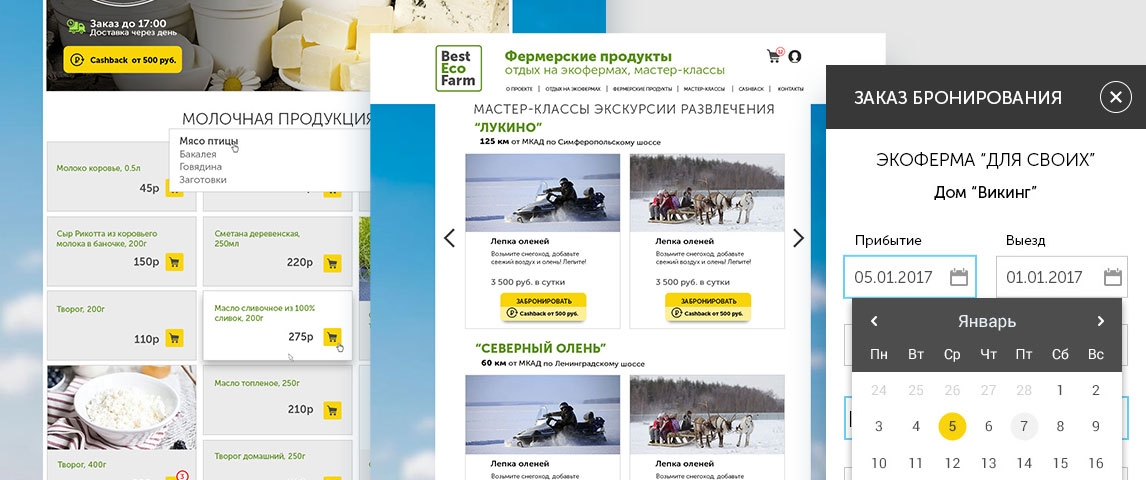 Заказ до 17:00
Доставка через день
Cashback от 500 руб.
МОЛОЧНАЯ ПРОДУКЦИЯ
Мясо птицы
Бакалея
Говядина
Заготовки
Молоко коровье, 0.5л
45р
Сыр Рикотта из коровьего
молока в баночке, 200г
150р
Сметана деревенская,
250мл
220р
Творог, 200г
110р
Масло сливочное из 100%
сливок, 200г
275р
Масло топленое, 250г
210р
Творог, 400г
3
Творог домашний, 250г
Best
Eco
Farm
Фермерские продукты
отдых на экофермах, мастер-классы
12
О ПРОЕКТЕ | ОТДЫХ НА ЭКОФЕРМАХ | ФЕРМЕРСКИЕ ПРОДУКТЫ | МАСТЕР-КЛАССЫ | CASHBACK | КОНТАКТЫ
МАСТЕР-КЛАССЫ ЭКСКУРСИИ РАЗВЛЕЧЕНИЯ
“ЛУКИНО”
125 км от МКАД по Симферопольскому шоссе
Лепка оленей
Возьмите снегоход, добавьте
свежий воздух и олень! Лепите!
3 500 руб. в сутки
ЗАБРОНИРОВАТЬ
Cashback от 500 руб.
Лепка оленей
Возьмите снегоход, добавьте
свежий воздух и олень! Лепите!
3 500 руб. в сутки
ЗАБРОНИРОВАТЬ
Cashback от 500 руб.
“СЕВЕРНЫЙ ОЛЕНЬ”
60 км от МКАД по Ленинградскому шоссе
Лепка оленей
Возьмите снегоход, добавьте
Лепка оленей
Возьмите снегоход, добавьте
ЗАКАЗ БРОНИРОВАНИЯ
ЭКОФЕРМА “ДЛЯ СВОИХ”
Дом “Викинг”
Прибытие
Выезд
05.01.2017
01.01.2017
Январь
Пн Вт Ср Чт Пт Сб Вс
24 25 26 27 28 1 2
3 4 5 6 7 8 9
10 11 12 13 14 15 16